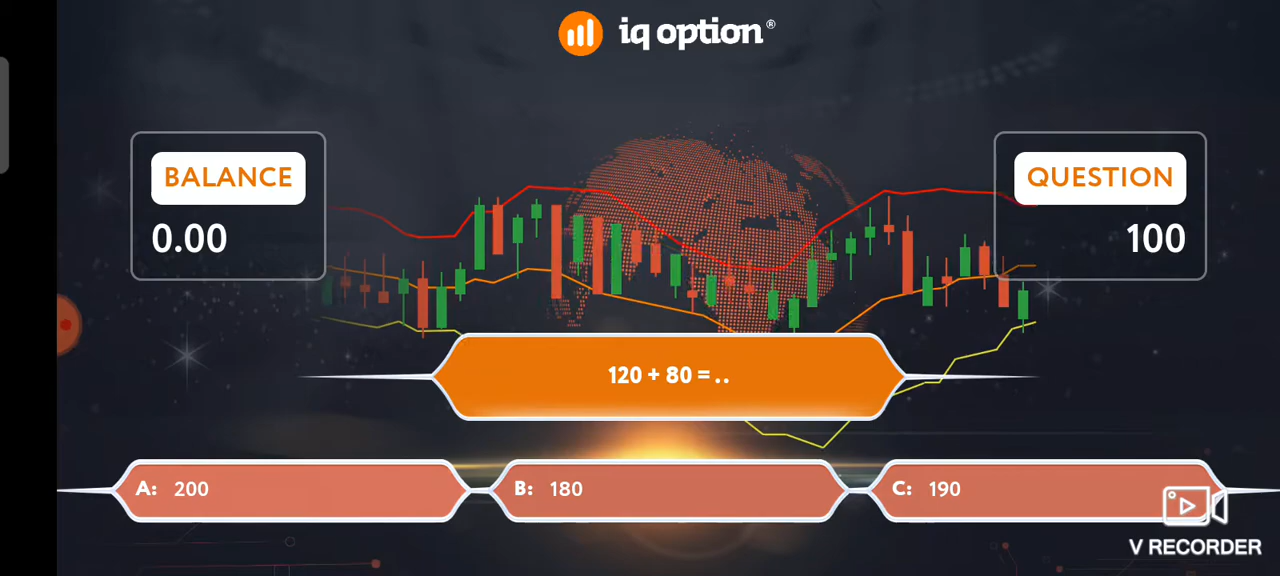 iq option®
BALANCE
0.00
QUESTION
100
120 + 80 = ..
A: 200
B: 180
C: 190
V RECORDER